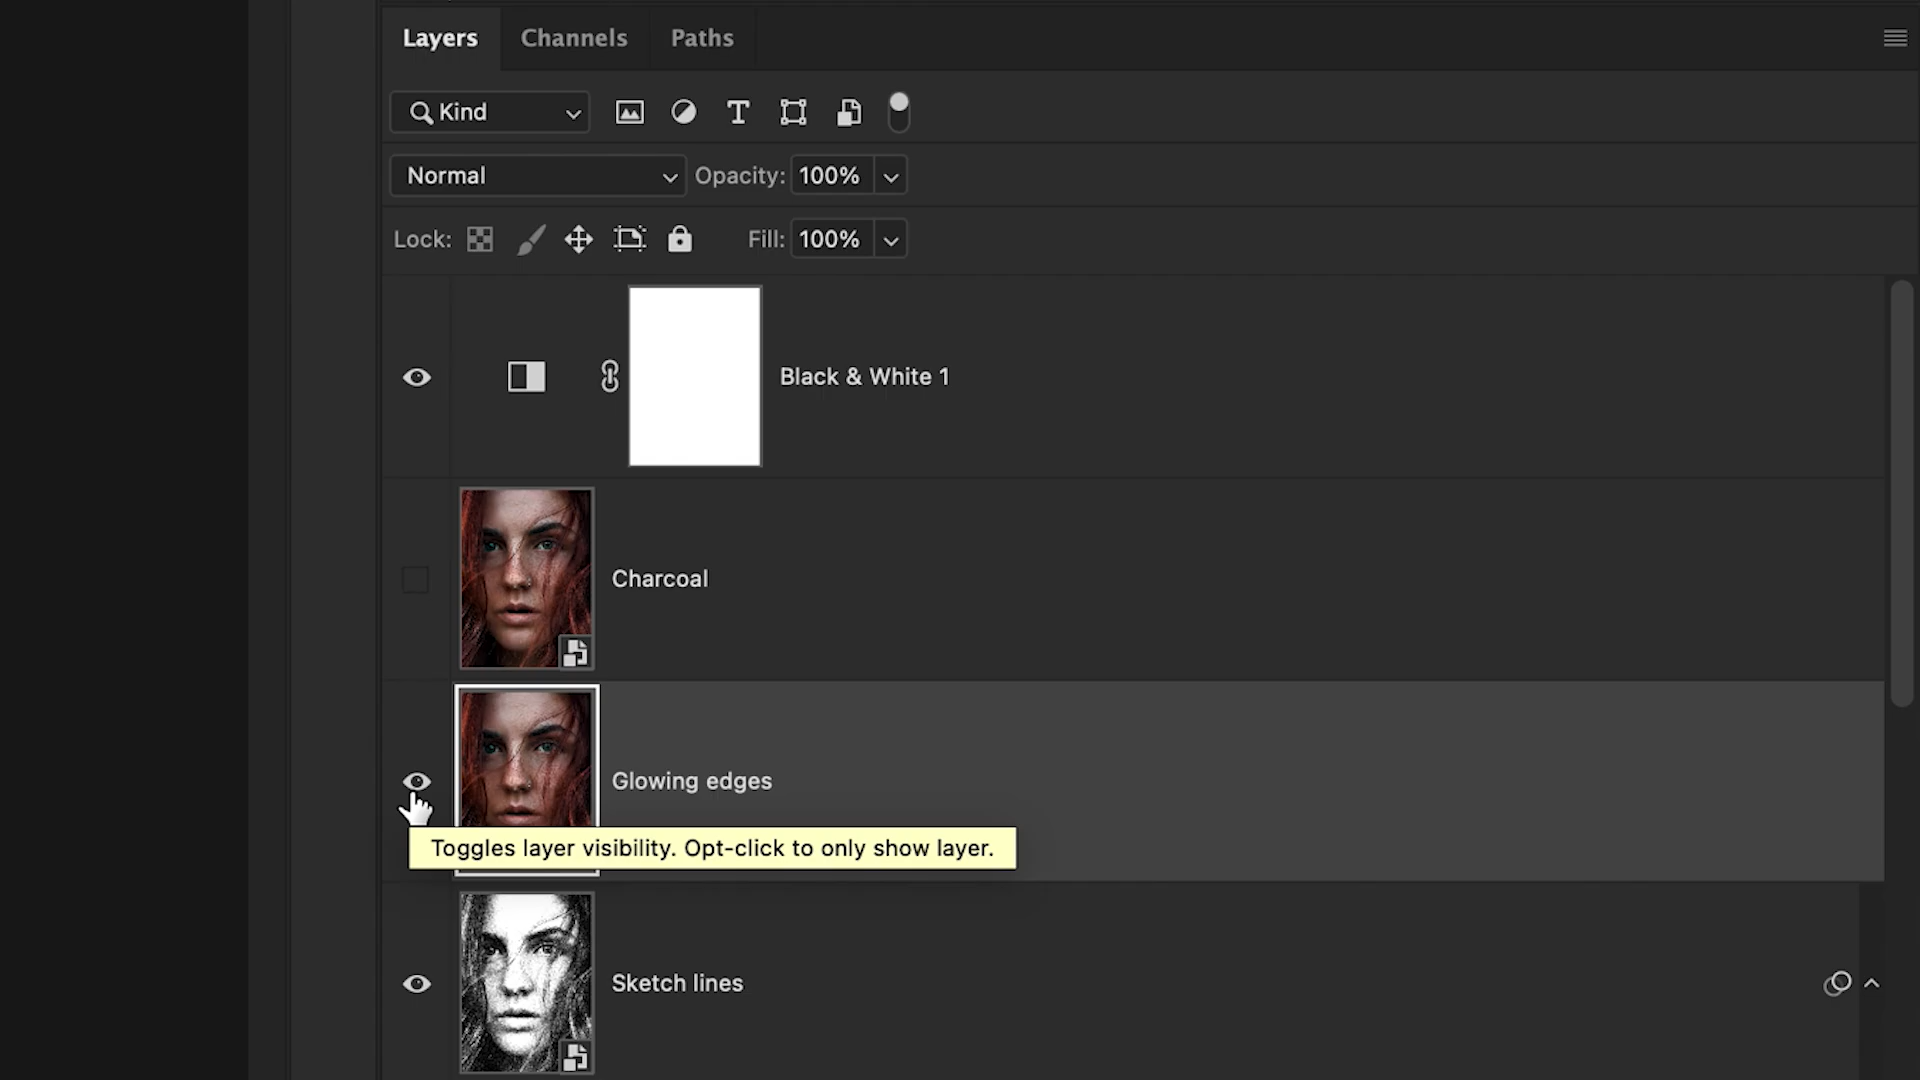 Layers Channels Paths
Kind
Normal Opacity: 100%
Lock: Fill: 100%
Black & White 1
Charcoal
Glowing edges
Toggles layer visibility. Opt-click to only show layer.
Sketch lines